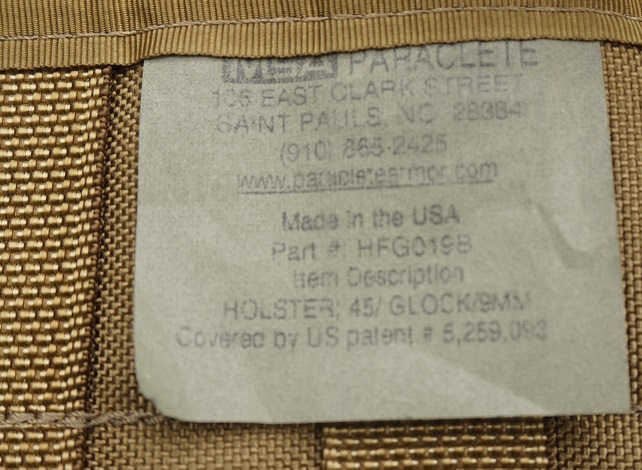 MSA PARACLETE
106 EAST CLARK STREET
SAINT PAULS, NC 28384
(910) 865-2425
www.paracletearmor.com
Made in the USA
Part #: HFG019B
Item Description
HOLSTER; 45/ GLOCK/9MM
Covered by US patent # 5,259,093